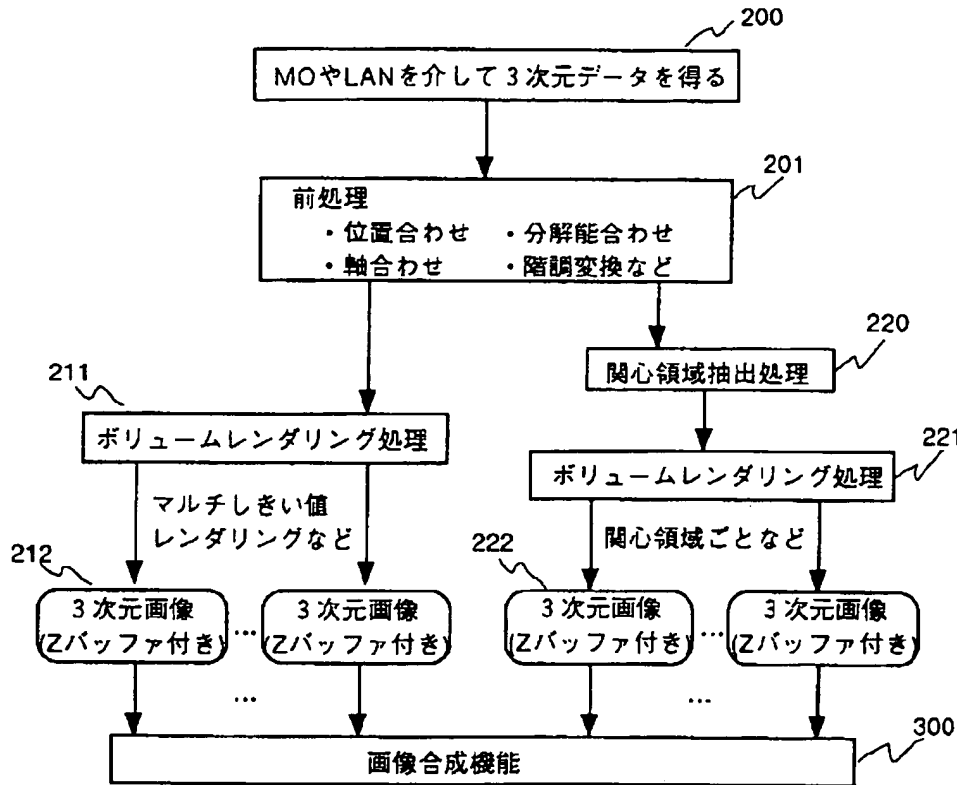 200
MOやLANを介して3次元データを得る
201
前処理
・位置合わせ ・分解能合わせ
・軸合わせ ・階調変換など
220
関心領域抽出処理
211
ボリュームレンダリング処理
221
ボリュームレンダリング処理
マルチしきい値
レンダリングなど
関心領域ごとなど
212
222
3次元画像
(Zバッファ付き)
...
3次元画像
(Zバッファ付き)
3次元画像
(Zバッファ付き)
...
3次元画像
(Zバッファ付き)
...
...
300
画像合成機能